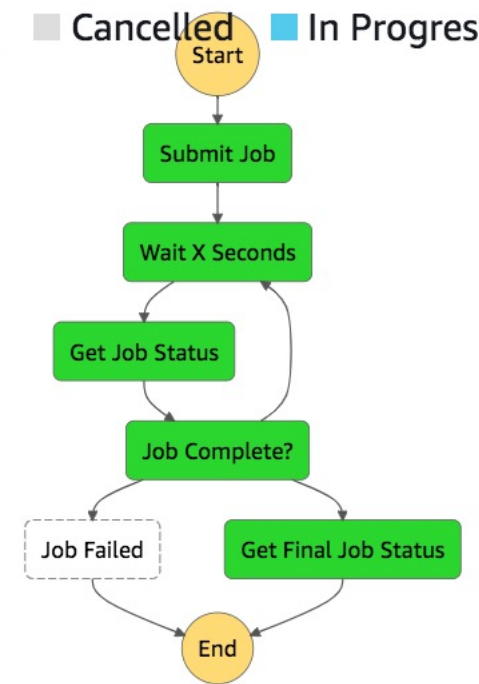 Cancelled In Progres
Start
Submit Job
Wait X Seconds
Get Job Status
Job Complete?
Job Failed Get Final Job Status
End